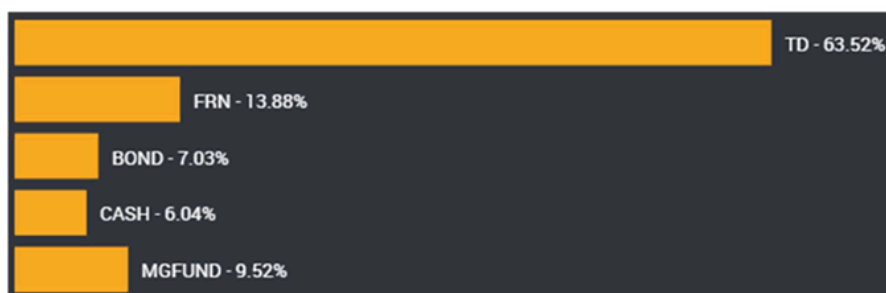 TD - 63.52%
FRN - 13.88%
BOND - 7.03%
CASH - 6.04%
MGFUND - 9.52%